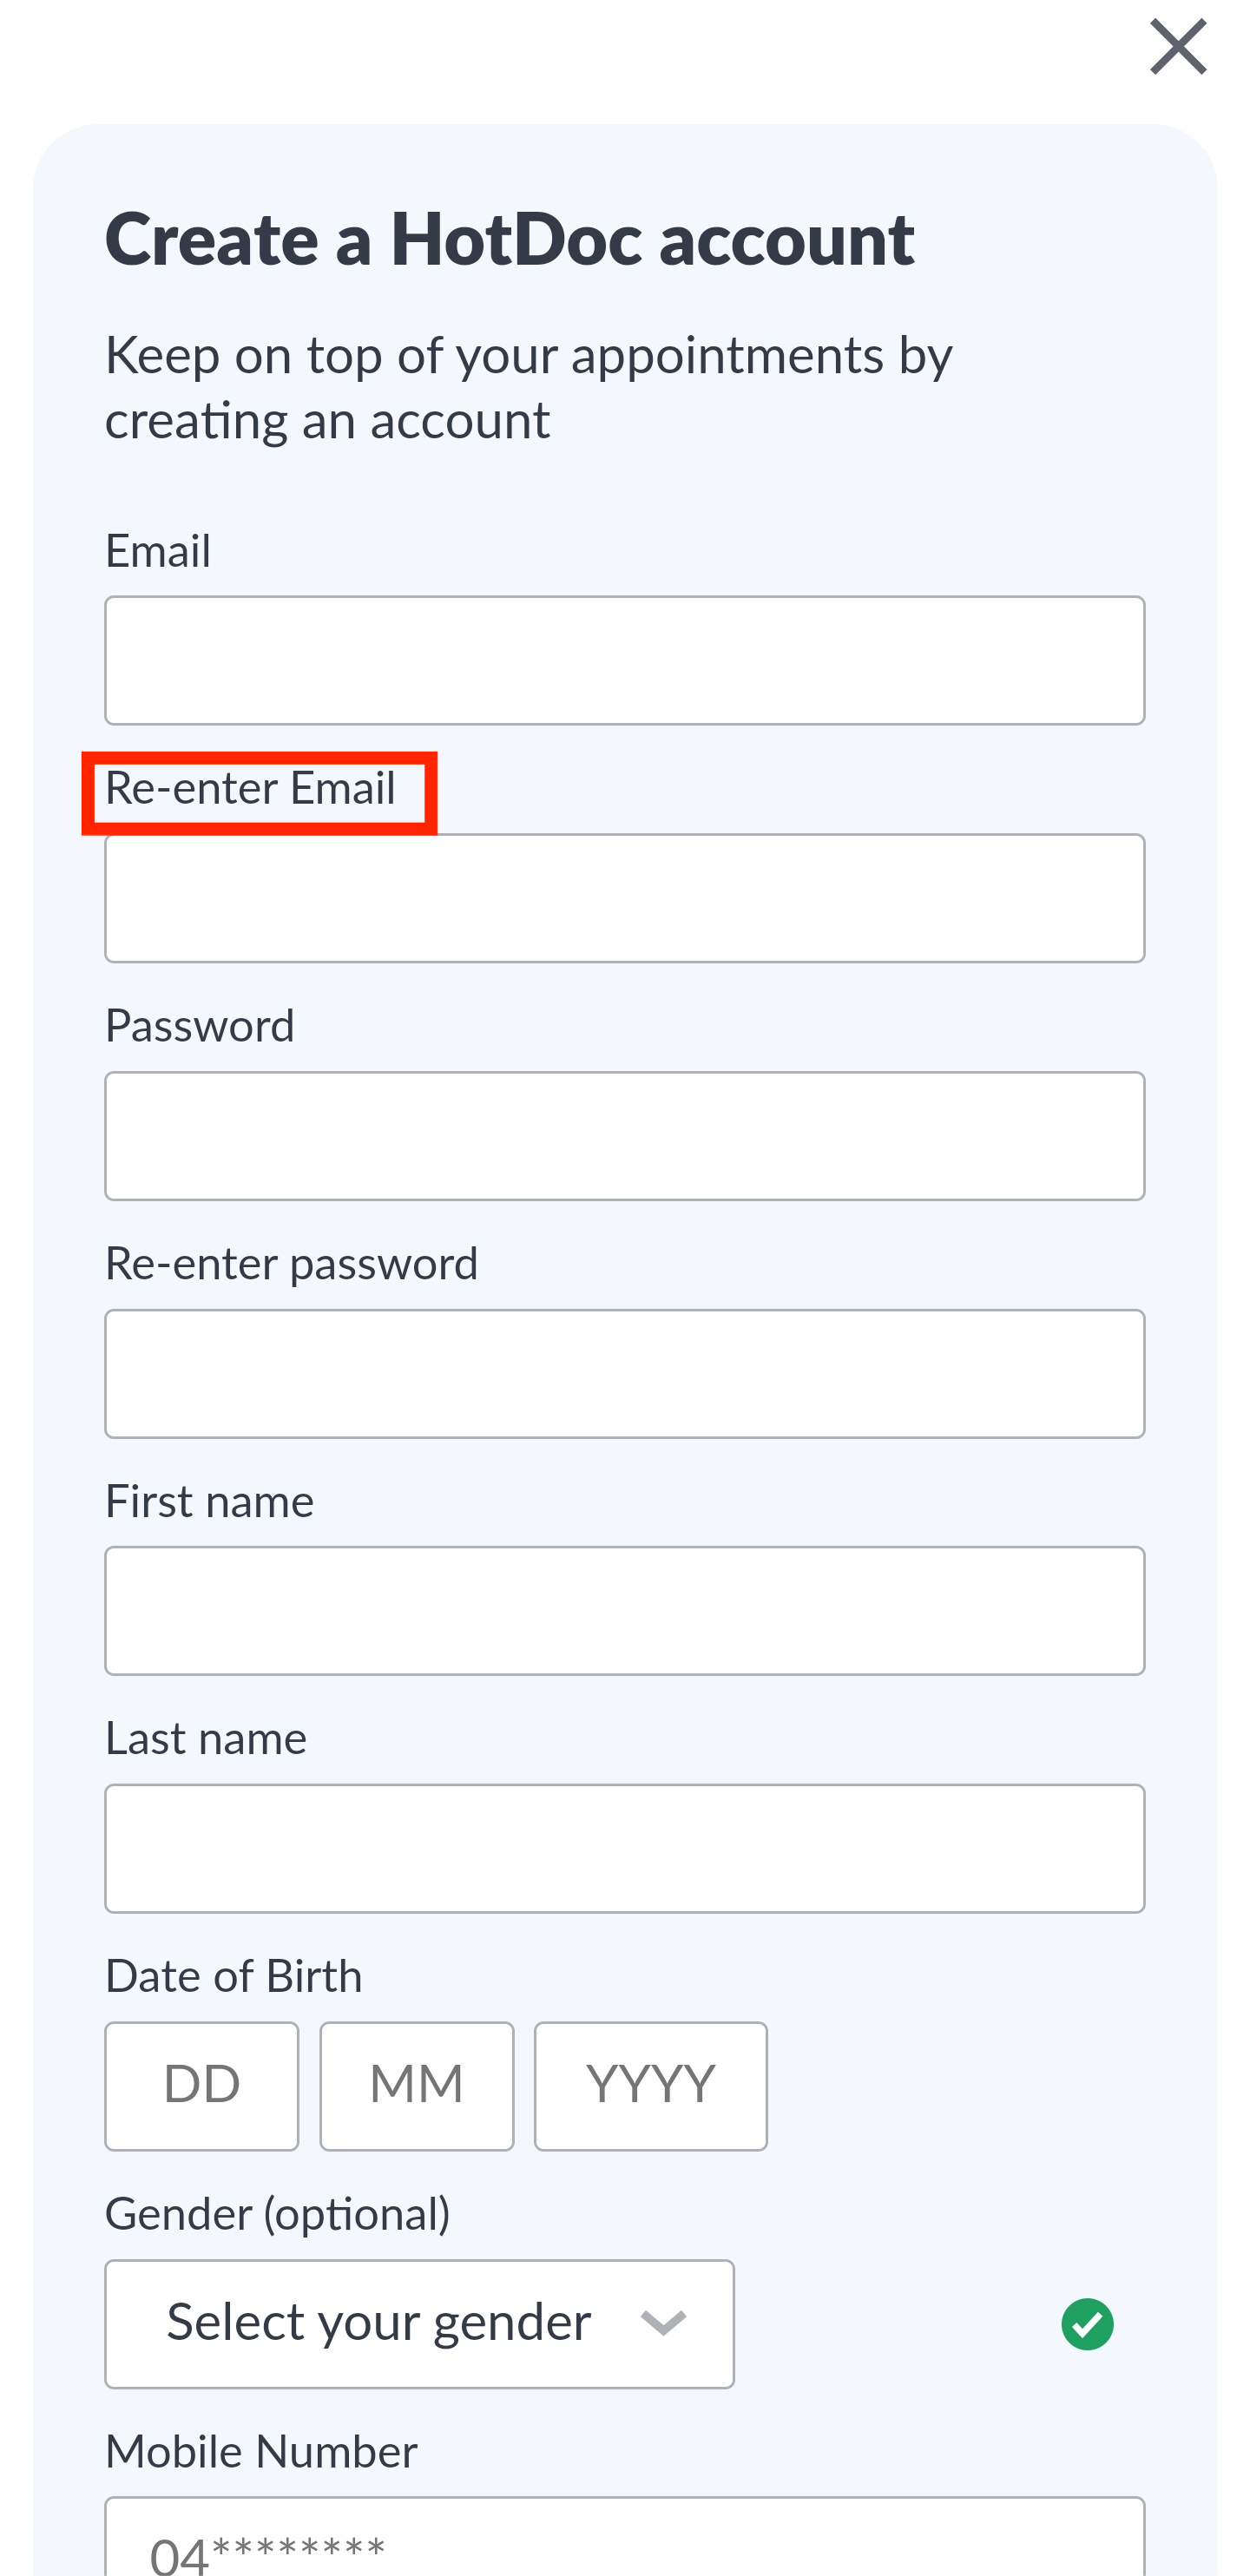 Create a HotDoc account
Keep on top of your appointments by
creating an account
Email
Re-enter Email
Password
Re-enter password
First name
Last name
Date of Birth
DD MM YYYY
Gender (optional)
Select your gender
Mobile Number
04********